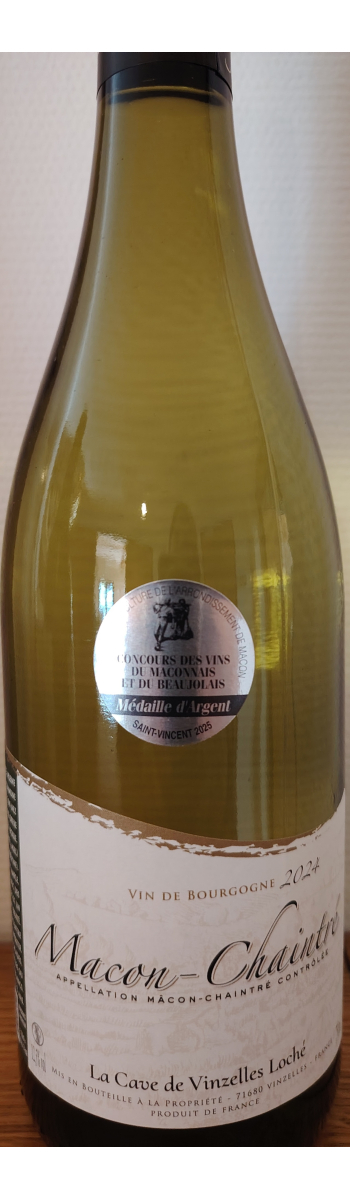 CTURE DE L'ARRONDISSEMENT DE MACON
CONCOURS DES VINS
DU MACONNAIS
ET DU BEAUJOLAIS
Médaille d'Argent
SAINT-VINCENT 2025
VIN DE BOURGOGNE 2024
Macon-Chaintré
APPELLATION MÂCON-CHAINTRÉ CONTRÔLÉE
La Cave de Vinzelles Loché
MIS EN BOUTEILLE À LA PROPRIÉTÉ - 71680 VINZELLES - FRANCE
PRODUIT DE FRANCE